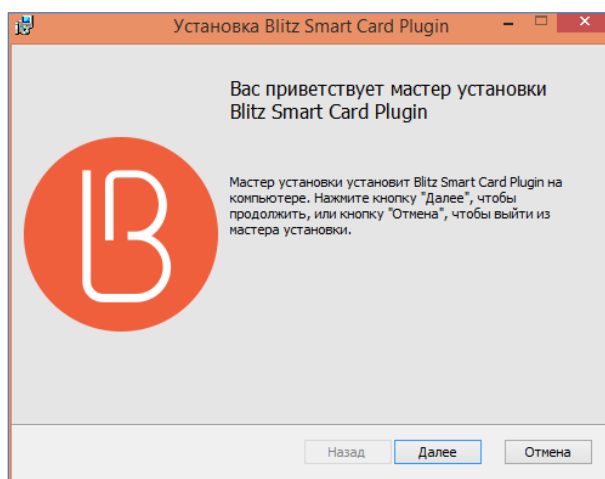 Установка Blitz Smart Card Plugin
Вас приветствует мастер установки
Blitz Smart Card Plugin
Мастер установки установит Blitz Smart Card Plugin на
компьютере. Нажмите кнопку "Далее", чтобы
продолжить, или кнопку "Отмена", чтобы выйти из
мастера установки.
Назад Далее Отмена